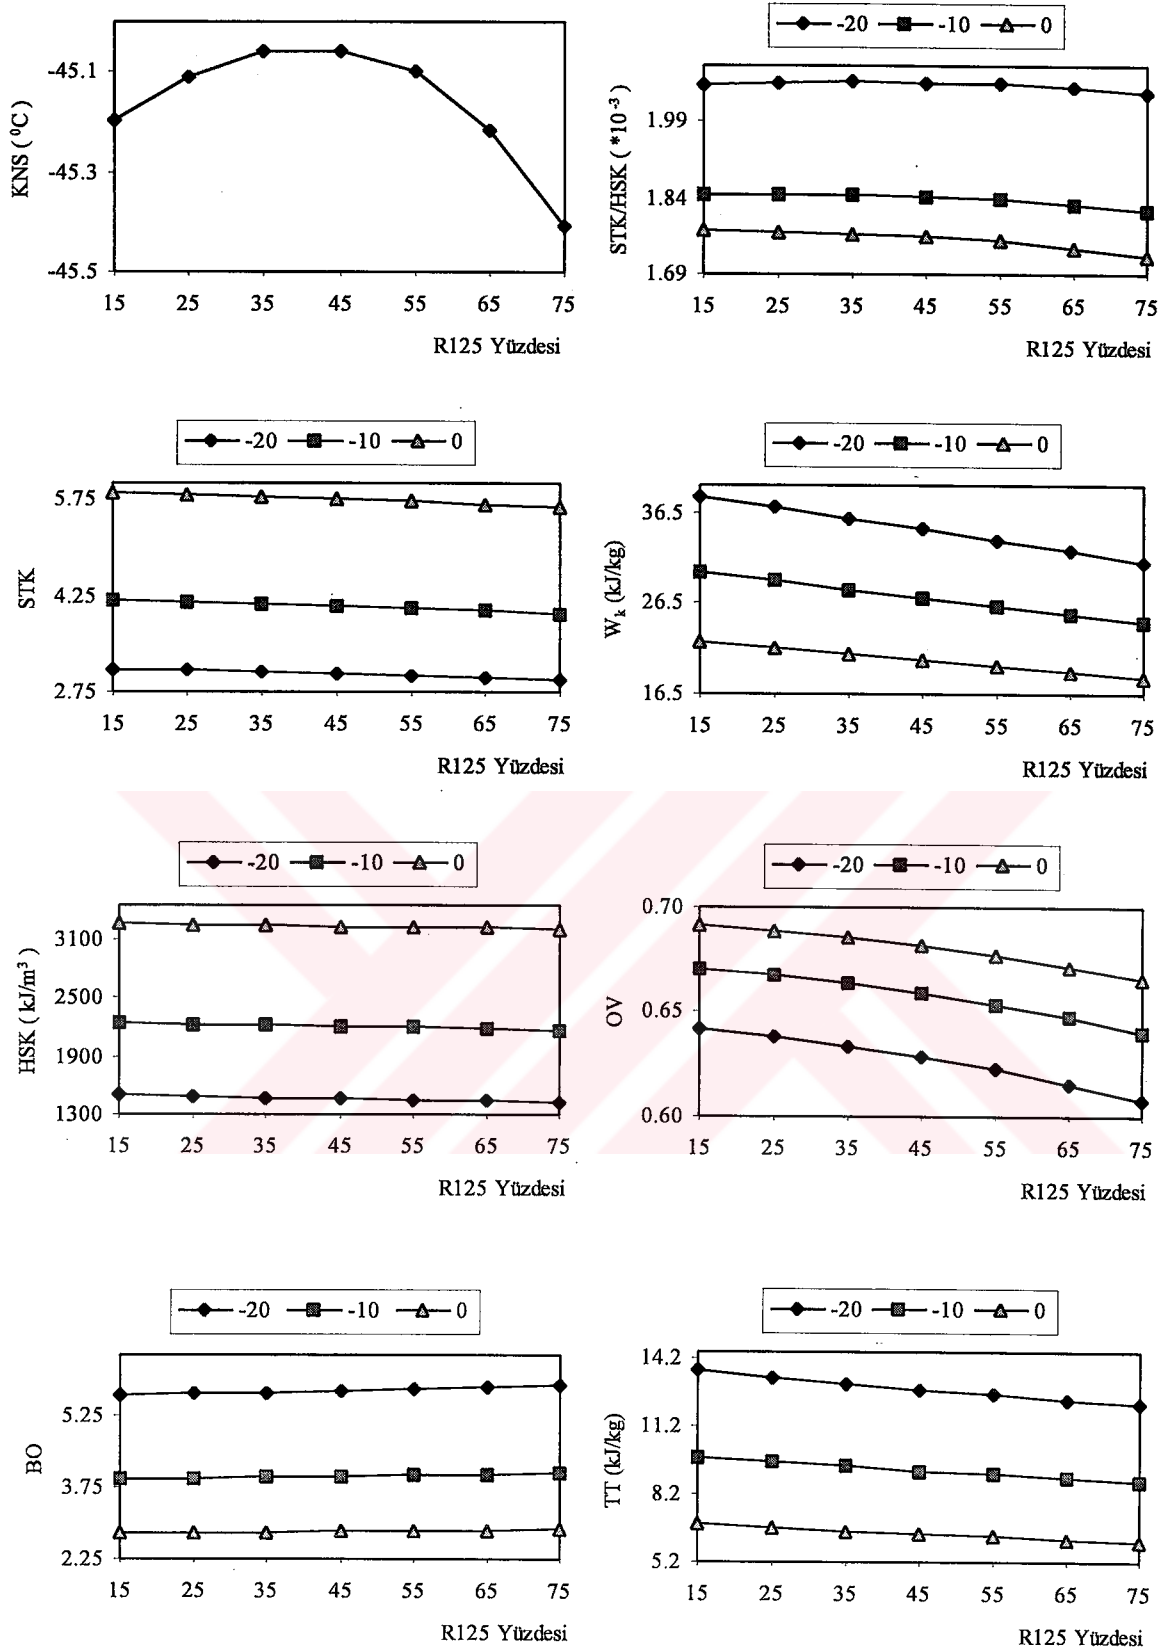 KNS ( ⁰C)
-45.1
-45.3
-45.5
15 25 35 45 55 65 75
R125 Yüzdesi
-20 -10 0
STK/HSK ( *10⁻³)
1.99
1.84
1.69
15 25 35 45 55 65 75
R125 Yüzdesi
-20 -10 0
STK
5.75
4.25
2.75
15 25 35 45 55 65 75
R125 Yüzdesi
-20 -10 0
Wₖ (kJ/kg)
36.5
26.5
16.5
15 25 35 45 55 65 75
R125 Yüzdesi
-20 -10 0
HSK ( kJ/m³ )
3100
2500
1900
1300
15 25 35 45 55 65 75
R125 Yüzdesi
-20 -10 0
OV
0.70
0.65
0.60
15 25 35 45 55 65 75
R125 Yüzdesi
-20 -10 0
BO
5.25
3.75
2.25
15 25 35 45 55 65 75
R125 Yüzdesi
-20 -10 0
TT (kJ/kg)
14.2
11.2
8.2
5.2
15 25 35 45 55 65 75
R125 Yüzdesi